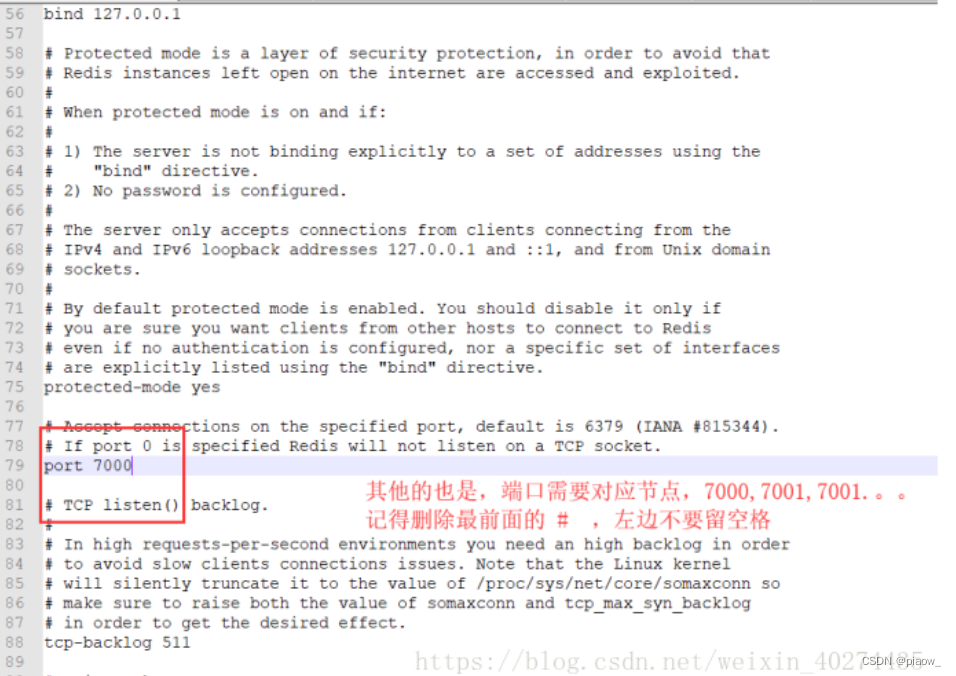 56 bind 127.0.0.1
57
58 # Protected mode is a layer of security protection, in order to avoid that
59 # Redis instances left open on the internet are accessed and exploited.
60 #
61 # When protected mode is on and if:
62 #
63 # 1) The server is not binding explicitly to a set of addresses using the
64 #    "bind" directive.
65 # 2) No password is configured.
66 #
67 # The server only accepts connections from clients connecting from the
68 # IPv4 and IPv6 loopback addresses 127.0.0.1 and ::1, and from Unix domain
69 # sockets.
70 #
71 # By default protected mode is enabled. You should disable it only if
72 # you are sure you want clients from other hosts to connect to Redis
73 # even if no authentication is configured, nor a specific set of interfaces
74 # are explicitly listed using the "bind" directive.
75 protected-mode yes
76
77 # Accept connections on the specified port, default is 6379 (IANA #815344).
78 # If port 0 is specified Redis will not listen on a TCP socket.
79 port 7000
80
81 # TCP listen() backlog.
其他的也是，端口需要对应节点，7000,7001,7001.。。
记得删除最前面的 # ，左边不要留空格
82 #
83 # In high requests-per-second environments you need an high backlog in order
84 # to avoid slow clients connections issues. Note that the Linux kernel
85 # will silently truncate it to the value of /proc/sys/net/core/somaxconn so
86 # make sure to raise both the value of somaxconn and tcp_max_syn_backlog
87 # in order to get the desired effect.
88 tcp-backlog 511
89
CSDN @pjaow_